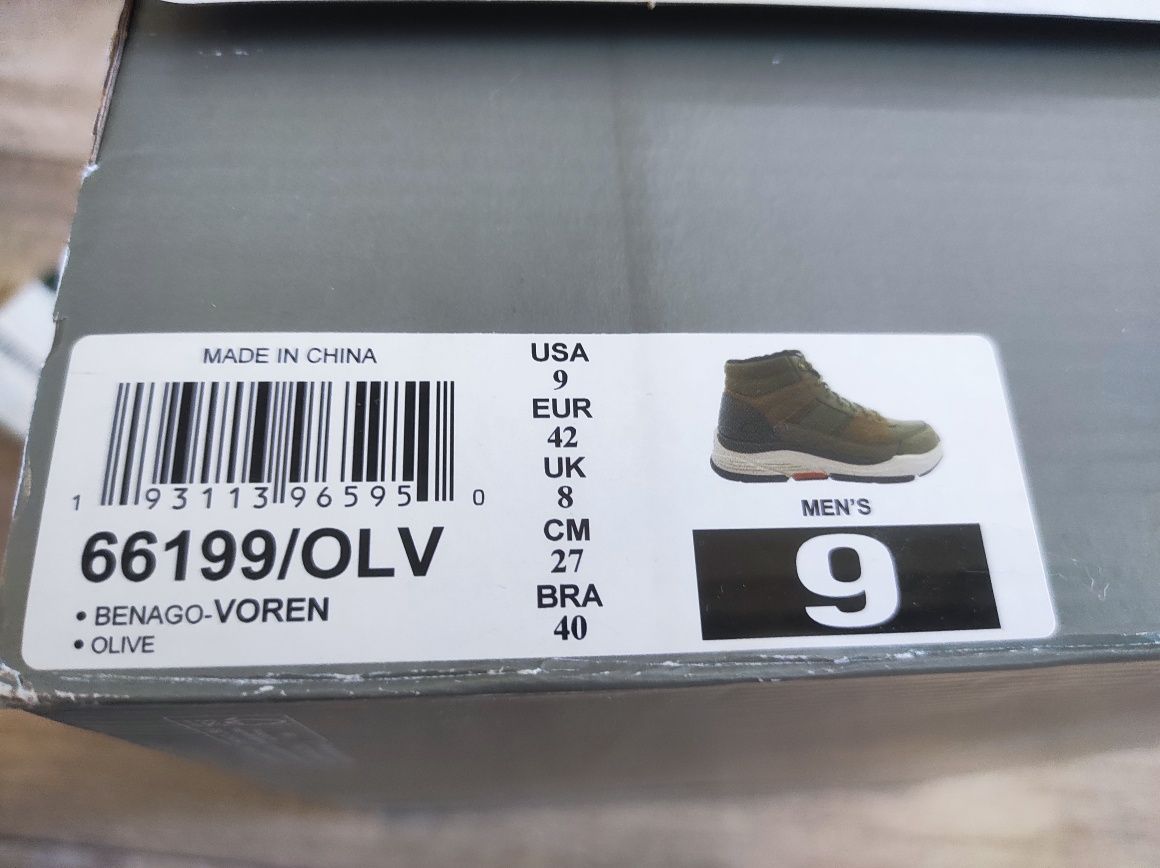 MADE IN CHINA
1 93113 96595 0
66199/OLV
• BENAGO-VOREN
• OLIVE
USA
9
EUR
42
UK
8
CM
27
BRA
40
MEN'S
9